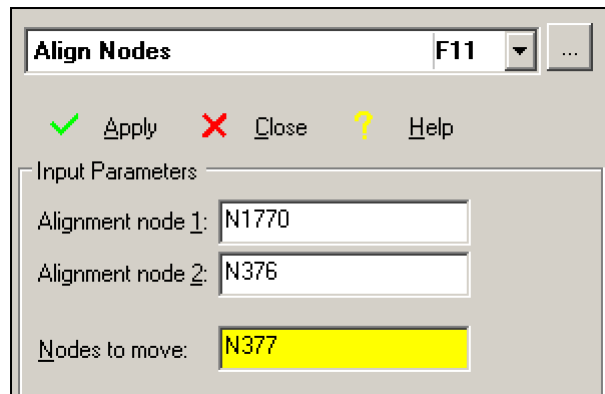 Align Nodes F11 ...
Apply Close ? Help
Input Parameters
Alignment node 1: N1770
Alignment node 2: N376
Nodes to move: N377